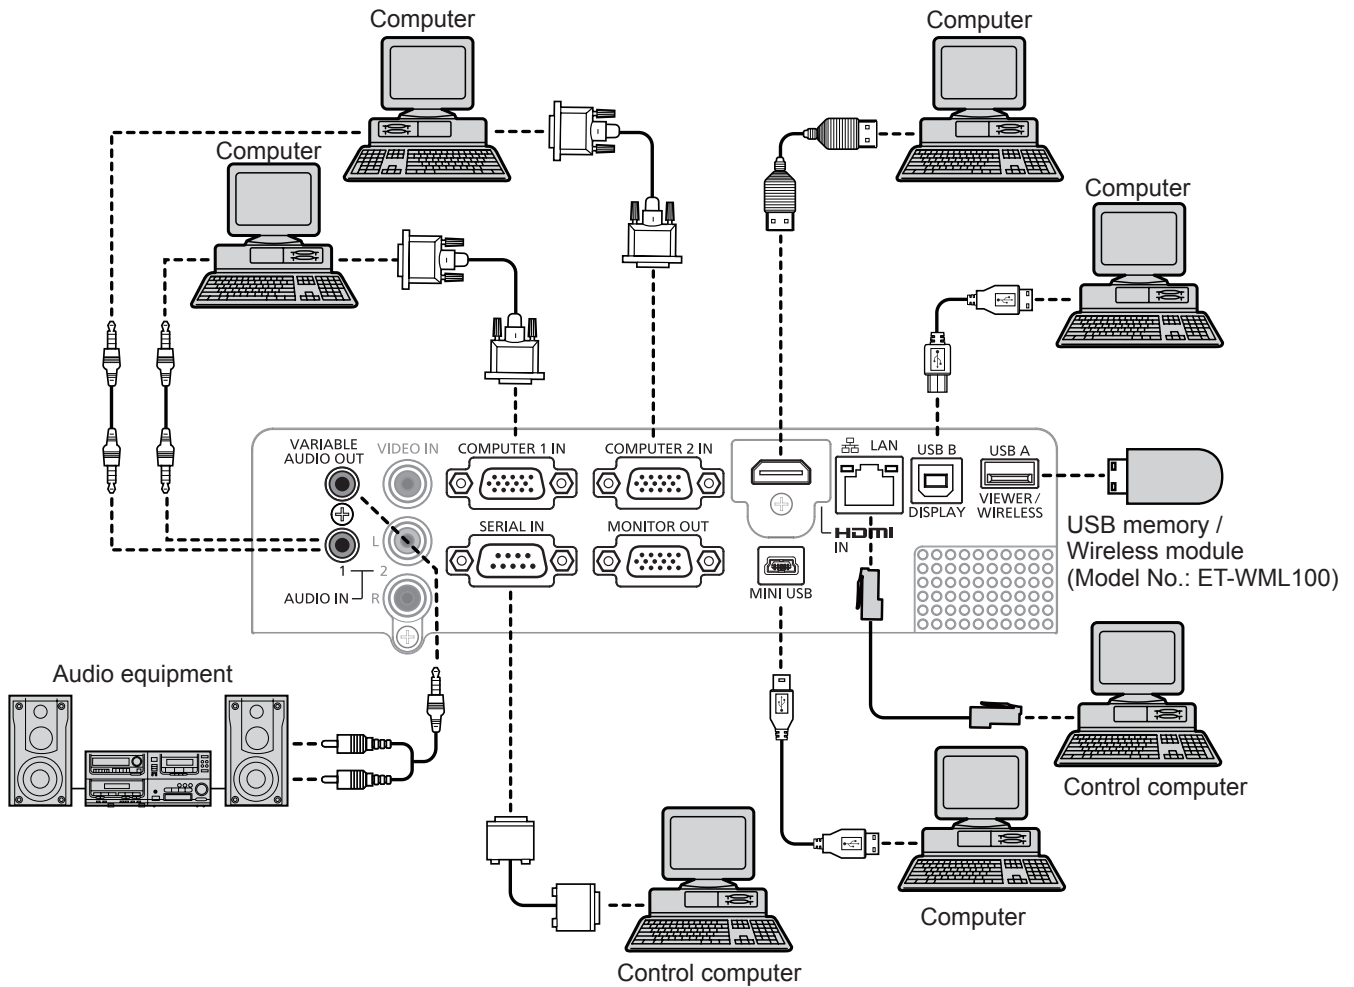 Computer
Computer
Computer
Computer
VARIABLE
AUDIO OUT
VIDEO IN
COMPUTER 1 IN
COMPUTER 2 IN
LAN
USB B
USB A
DISPLAY
VIEWER /
WIRELESS
SERIAL IN
MONITOR OUT
HDMI
IN
L
1
2
AUDIO IN
R
MINI USB
USB memory /
Wireless module
(Model No.: ET-WML100)
Audio equipment
Control computer
Computer
Control computer